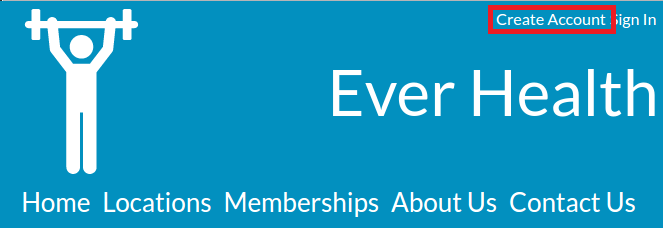 Create Account Sign In
Ever Health
Home Locations Memberships About Us Contact Us